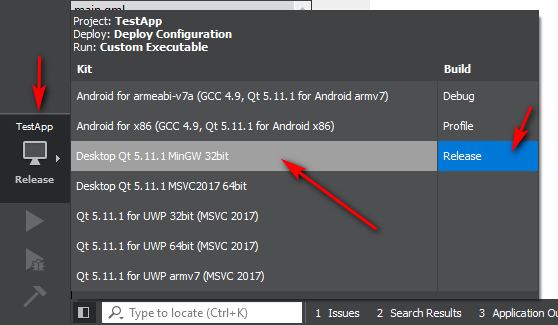 main.qml
Project: TestApp
Deploy: Deploy Configuration
Run: Custom Executable
Kit Build
Android for armeabi-v7a (GCC 4.9, Qt 5.11.1 for Android armv7) Debug
Android for x86 (GCC 4.9, Qt 5.11.1 for Android x86) Profile
Desktop Qt 5.11.1 MinGW 32bit Release
Desktop Qt 5.11.1 MSVC2017 64bit
Qt 5.11.1 for UWP 32bit (MSVC 2017)
Qt 5.11.1 for UWP 64bit (MSVC 2017)
Qt 5.11.1 for UWP armv7 (MSVC 2017)
TestApp
Release
Type to locate (Ctrl+K) 1 Issues 2 Search Results 3 Application